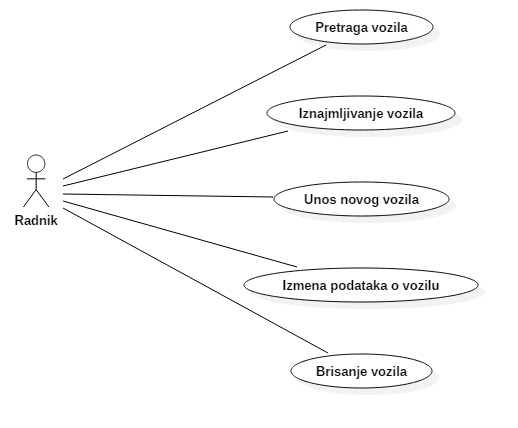 Pretraga vozila
Iznajmljivanje vozila
Radnik
Unos novog vozila
Izmena podataka o vozilu
Brisanje vozila